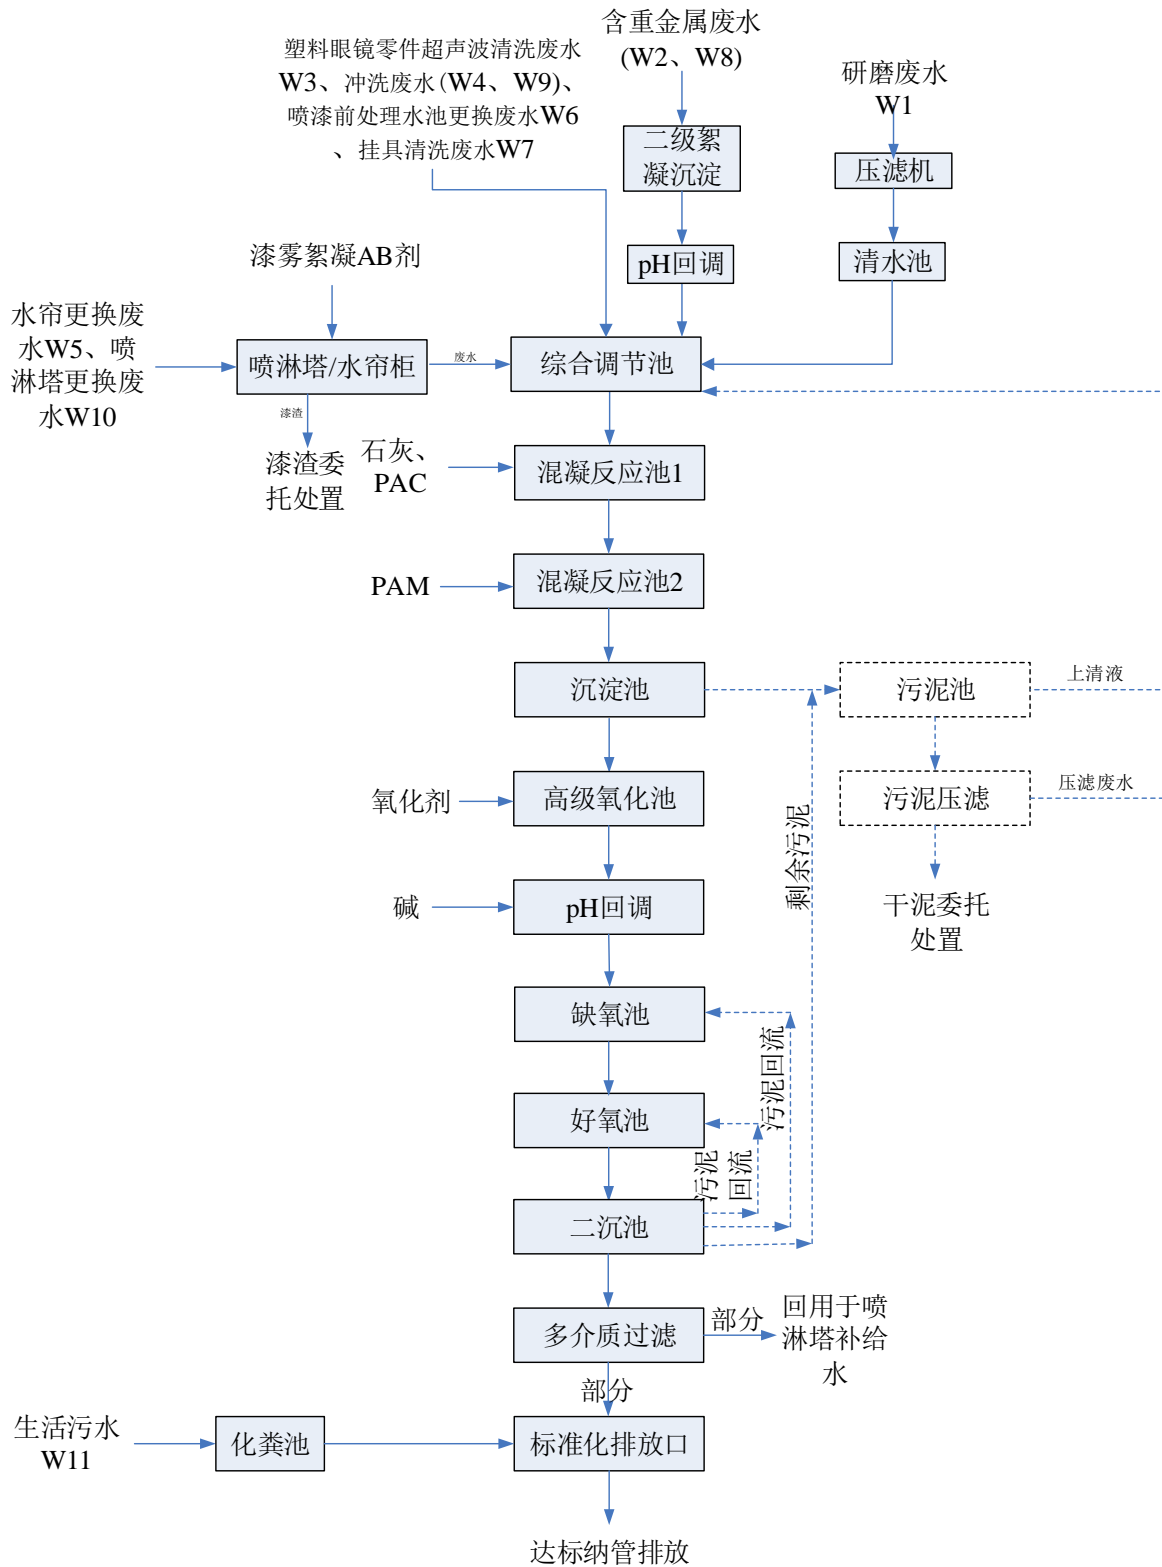 塑料眼镜零件超声波清洗废水
W3、冲洗废水(W4、W9)、
喷漆前处理水池更换废水W6
、挂具清洗废水W7
含重金属废水
(W2、W8)
研磨废水
W1
二级絮
凝沉淀
压滤机
pH回调
清水池
漆雾絮凝AB剂
水帘更换废
水W5、喷
淋塔更换废
水W10
喷淋塔/水帘柜
废水
综合调节池
漆渣
漆渣委
托处置
石灰、
PAC
混凝反应池1
PAM
混凝反应池2
沉淀池
污泥池
上清液
氧化剂
高级氧化池
污泥压滤
压滤废水
剩余污泥
碱
pH回调
干泥委托
处置
缺氧池
污泥回流
好氧池
污泥
回流
二沉池
多介质过滤
部分
回用于喷
淋塔补给
水
部分
生活污水
W11
化粪池
标准化排放口
达标纳管排放